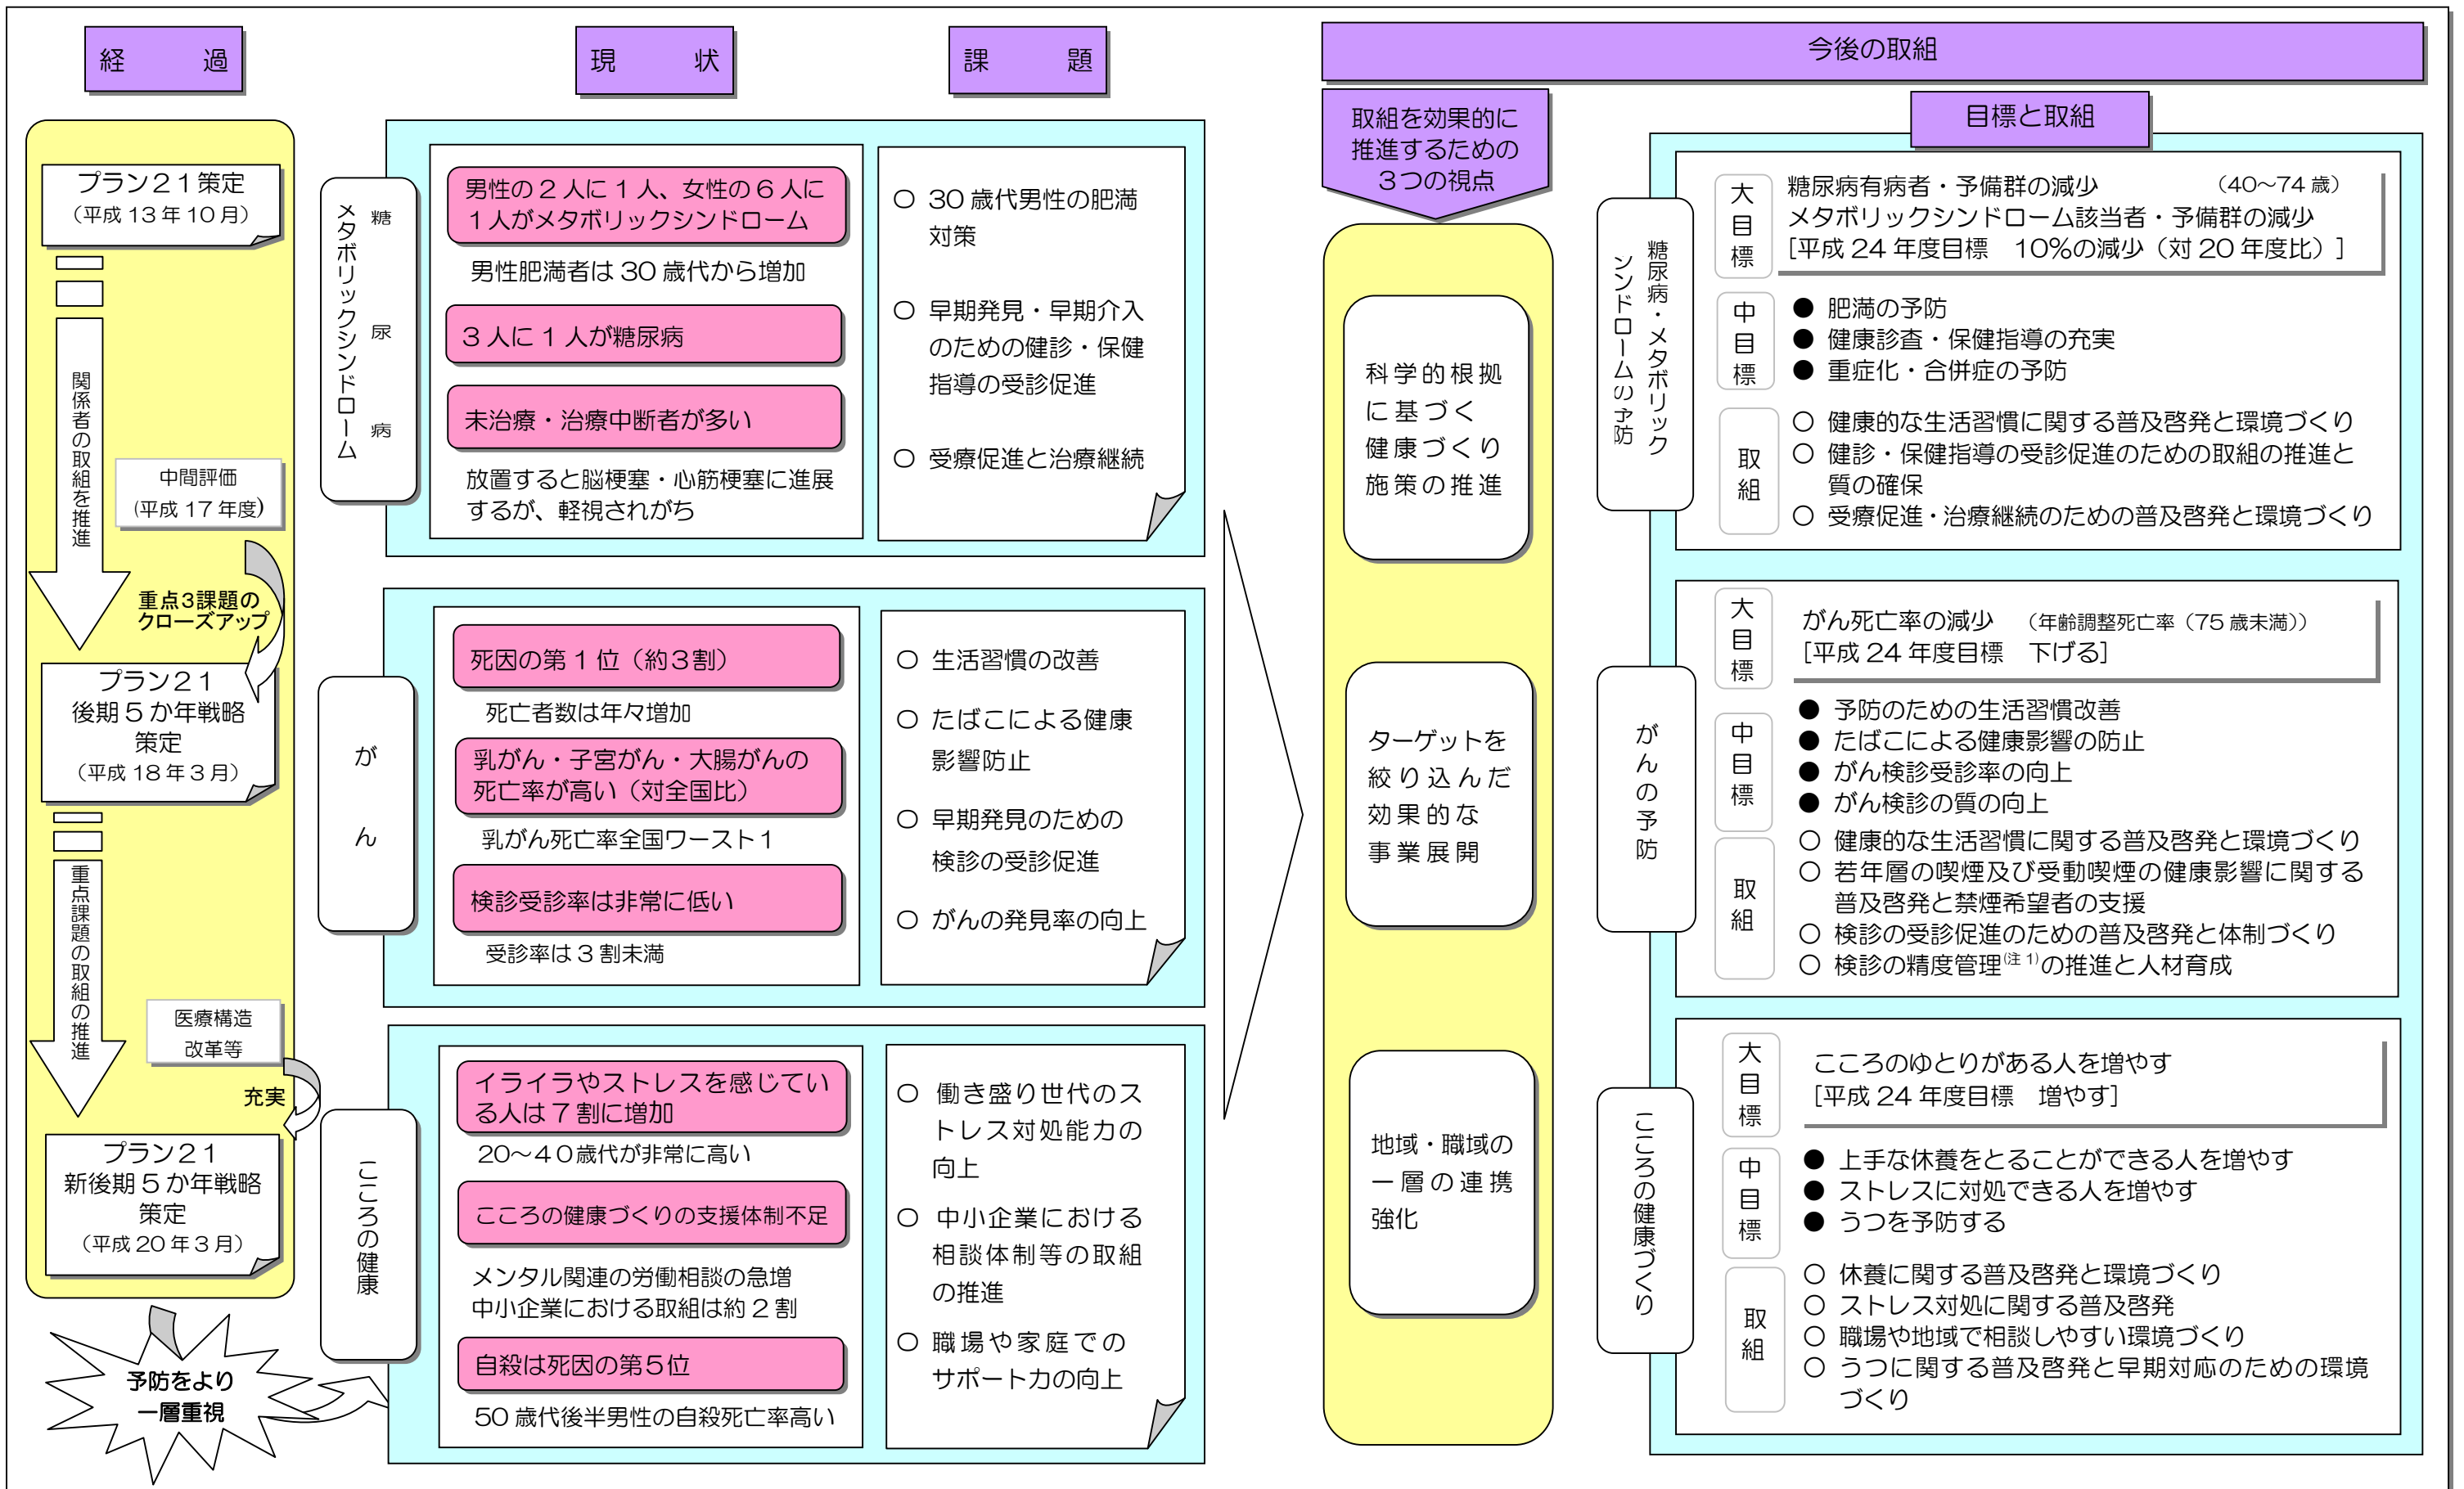 経　過
現　状
課　題
今後の取組
プラン２１策定
（平成 13 年 10 月）
関係者の取組を推進
中間評価
(平成 17 年度)
重点3課題の
クローズアップ
プラン２１
後期５か年戦略
策定
（平成 18 年 3 月）
重点課題の取組の推進
医療構造
改革等
充実
プラン２１
新後期５か年戦略
策定
（平成 20 年 3 月）
予防をより
一層重視
糖尿病
メタボリックシンドローム
男性の２人に１人、女性の６人に
１人がメタボリックシンドローム
男性肥満者は 30 歳代から増加
３人に１人が糖尿病
未治療・治療中断者が多い
放置すると脳梗塞・心筋梗塞に進展
するが、軽視されがち
○ 30 歳代男性の肥満
対策
○ 早期発見・早期介入
のための健診・保健
指導の受診促進
○ 受療促進と治療継続
がん
死因の第１位（約３割）
死亡者数は年々増加
乳がん・子宮がん・大腸がんの
死亡率が高い（対全国比）
乳がん死亡率全国ワースト１
検診受診率は非常に低い
受診率は３割未満
○ 生活習慣の改善
○ たばこによる健康
影響防止
○ 早期発見のための
検診の受診促進
○ がんの発見率の向上
こころの健康
イライラやストレスを感じてい
る人は７割に増加
20～４０歳代が非常に高い
こころの健康づくりの支援体制不足
メンタル関連の労働相談の急増
中小企業における取組は約２割
自殺は死因の第５位
50 歳代後半男性の自殺死亡率高い
○ 働き盛り世代のス
トレス対処能力の
向上
○ 中小企業における
相談体制等の取組
の推進
○ 職場や家庭での
サポート力の向上
取組を効果的に
推進するための
３つの視点
科学的根拠
に基づく
健康づくり
施策の推進
ターゲットを
絞り込んだ
効果的な
事業展開
地域・職域の
一層の連携
強化
目標と取組
糖尿病・メタボリック
シンドロームの予防
大目標
糖尿病有病者・予備群の減少　（40～74 歳）
メタボリックシンドローム該当者・予備群の減少
[平成 24 年度目標　10％の減少（対 20 年度比）]
中目標
● 肥満の予防
● 健康診査・保健指導の充実
● 重症化・合併症の予防
取組
○ 健康的な生活習慣に関する普及啓発と環境づくり
○ 健診・保健指導の受診促進のための取組の推進と
質の確保
○ 受療促進・治療継続のための普及啓発と環境づくり
がんの予防
大目標
がん死亡率の減少　（年齢調整死亡率（75 歳未満））
[平成 24 年度目標　下げる]
中目標
● 予防のための生活習慣改善
● たばこによる健康影響の防止
● がん検診受診率の向上
● がん検診の質の向上
取組
○ 健康的な生活習慣に関する普及啓発と環境づくり
○ 若年層の喫煙及び受動喫煙の健康影響に関する
普及啓発と禁煙希望者の支援
○ 検診の受診促進のための普及啓発と体制づくり
○ 検診の精度管理(注 1)の推進と人材育成
こころの健康づくり
大目標
こころのゆとりがある人を増やす
[平成 24 年度目標　増やす]
中目標
● 上手な休養をとることができる人を増やす
● ストレスに対処できる人を増やす
● うつを予防する
取組
○ 休養に関する普及啓発と環境づくり
○ ストレス対処に関する普及啓発
○ 職場や地域で相談しやすい環境づくり
○ うつに関する普及啓発と早期対応のための環境
づくり